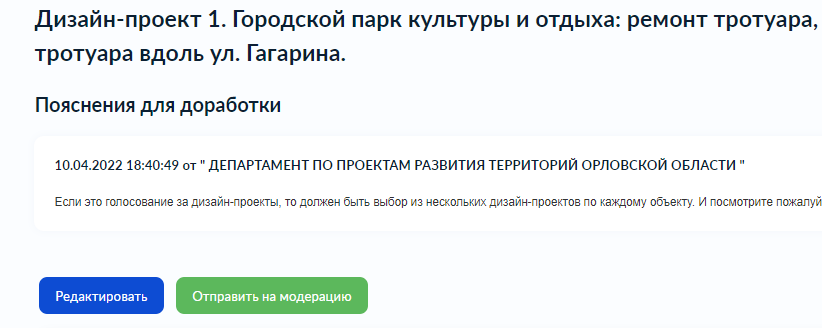 Дизайн-проект 1. Городской парк культуры и отдыха: ремонт тротуара,
тротуара вдоль ул. Гагарина.
Пояснения для доработки
10.04.2022 18:40:49 от " ДЕПАРТАМЕНТ ПО ПРОЕКТАМ РАЗВИТИЯ ТЕРРИТОРИЙ ОРЛОВСКОЙ ОБЛАСТИ "
Если это голосование за дизайн-проекты, то должен быть выбор из нескольких дизайн-проектов по каждому объекту. И посмотрите пожалуй
Редактировать
Отправить на модерацию